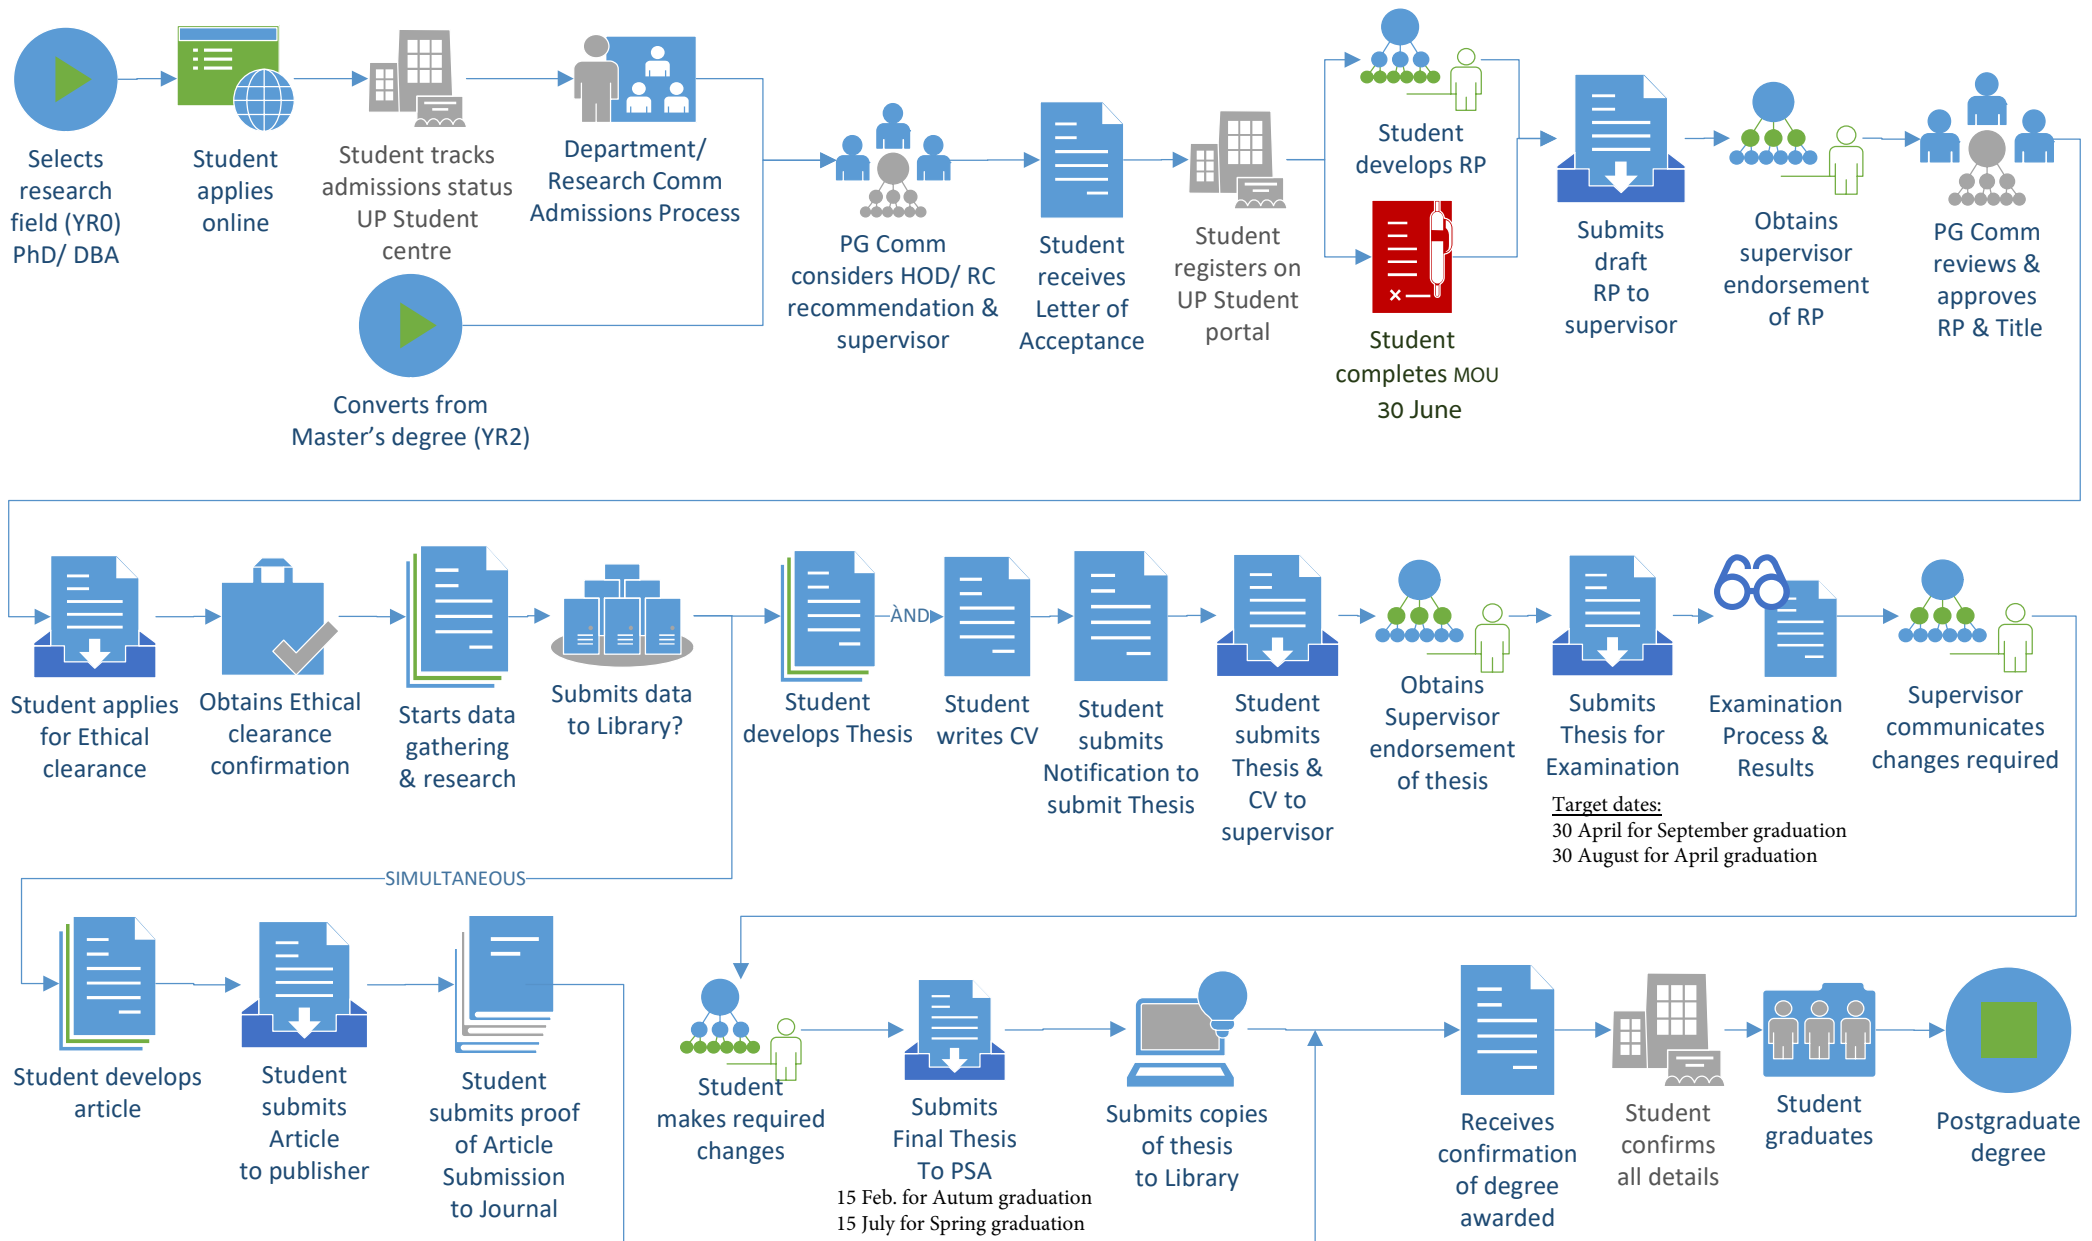 Selects
research
field (YR0)
PhD/ DBA
Student
applies
online
Student tracks
admissions status
UP Student
centre
Department/
Research Comm
Admissions Process
Converts from
Master's degree (YR2)
PG Comm
considers HOD/ RC
recommendation &
supervisor
Student
receives
Letter of
Acceptance
Student
registers on
UP Student
portal
Student
develops RP
Student
completes MOU
30 June
Submits
draft
RP to
supervisor
Obtains
supervisor
endorsement
of RP
PG Comm
reviews &
approves
RP & Title
Student applies
for Ethical
clearance
Obtains Ethical
clearance
confirmation
Starts data
gathering
& research
Submits data
to Library?
Student
develops Thesis
ÀND
Student
writes CV
Student
submits
Notification to
submit Thesis
Student
submits
Thesis &
CV to
supervisor
Obtains
Supervisor
endorsement
of thesis
Submits
Thesis for
Examination
Target dates:
30 April for September graduation
30 August for April graduation
Examination
Process &
Results
Supervisor
communicates
changes required
SIMULTANEOUS
Student develops
article
Student
submits
Article
to publisher
Student
submits proof
of Article
Submission
to Journal
Student
makes required
changes
Submits
Final Thesis
To PSA
15 Feb. for Autum graduation
15 July for Spring graduation
Submits copies
of thesis
to Library
Receives
confirmation
of degree
awarded
Student
confirms
all details
Student
graduates
Postgraduate
degree